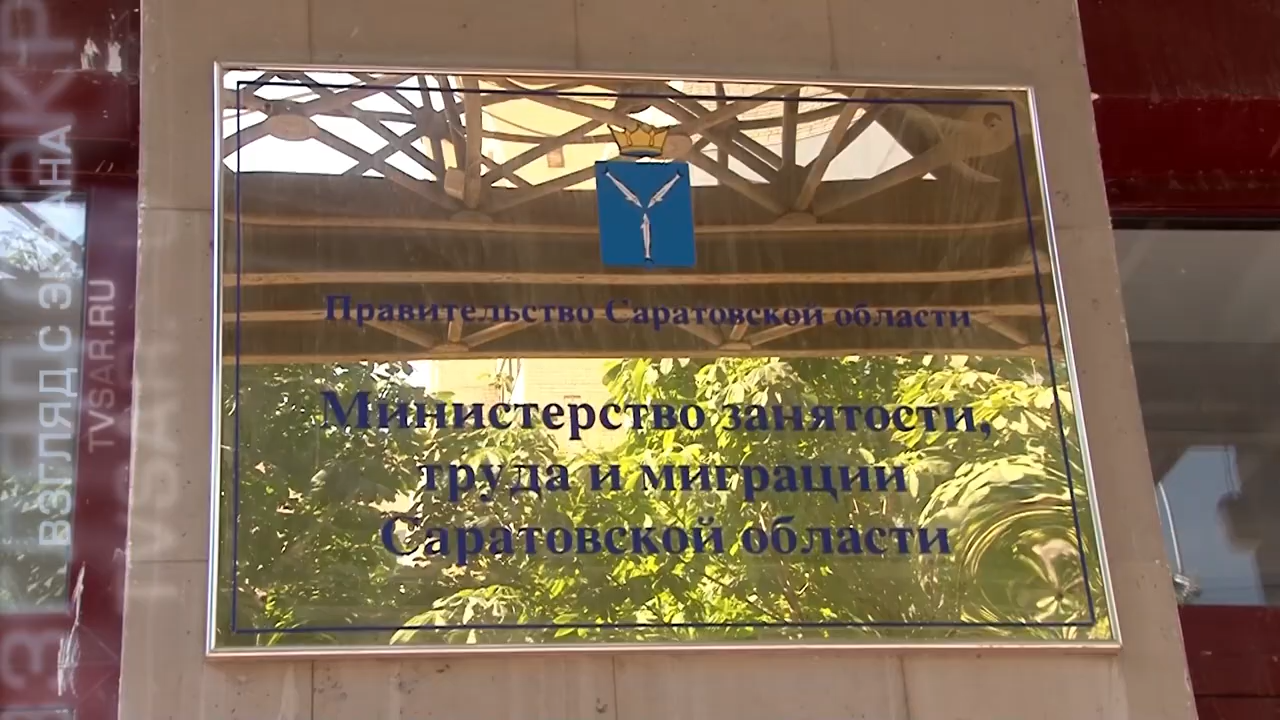 Правительство Саратовской области
Министерство занятости,
труда и миграции
Саратовской области
ВЗГЛЯД С ЭКРАНА
TVSAR.RU